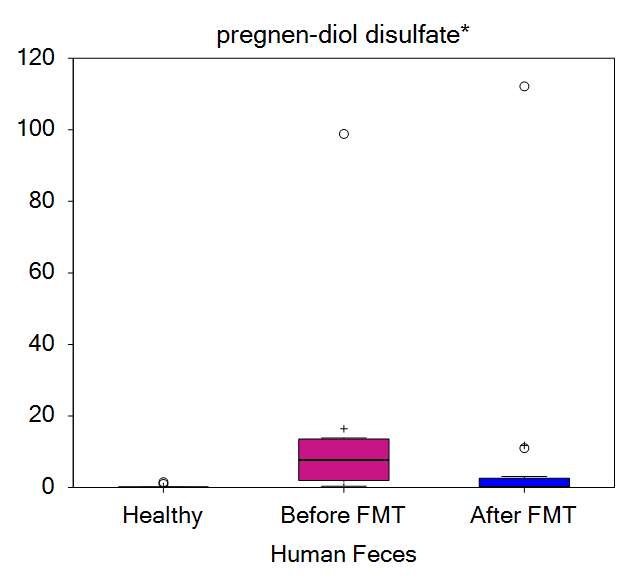 pregnen-diol disulfate*
120
100
80
60
40
20
0
Healthy Before FMT After FMT
Human Feces